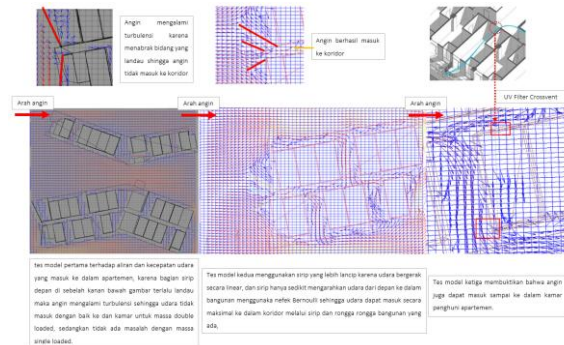 Angin mengalami
turbulensi karena
menabrak bidang yang
landau shingga angin
tidak masuk ke koridor
Angin berhasil masuk
ke koridor
UV Filter Crossvent
Arah angin
Arah angin
Arah angin
tes model pertama terhadap aliran dan kecepatan udara
yang masuk ke dalam apartemen, karena bagian sirip
depan di sebelah kanan bawah gambar terlalu landau
maka angin mengalami turbulensi sehingga udara tidak
masuk dengan baik ke dan kamar untuk massa double
loaded, sedangkan tidak ada masalah dengan massa
single loaded.
Tes model kedua menggunakan sirip yang lebih lancip karena udara bergerak
secara linear, dan sirip hanya sedikit mengarahkan udara dari depan ke dalam
bangunan menggunaka nefek Bernoulli sehingga udara dapat masuk secara
maksimal ke dalam koridor melalui sirip dan rongga rongga bangunan yang
ada,
Tas model ketiga membuktikan bahwa angin
juga dapat masuk sampai ke dalam kamar
penghuni apartemen.